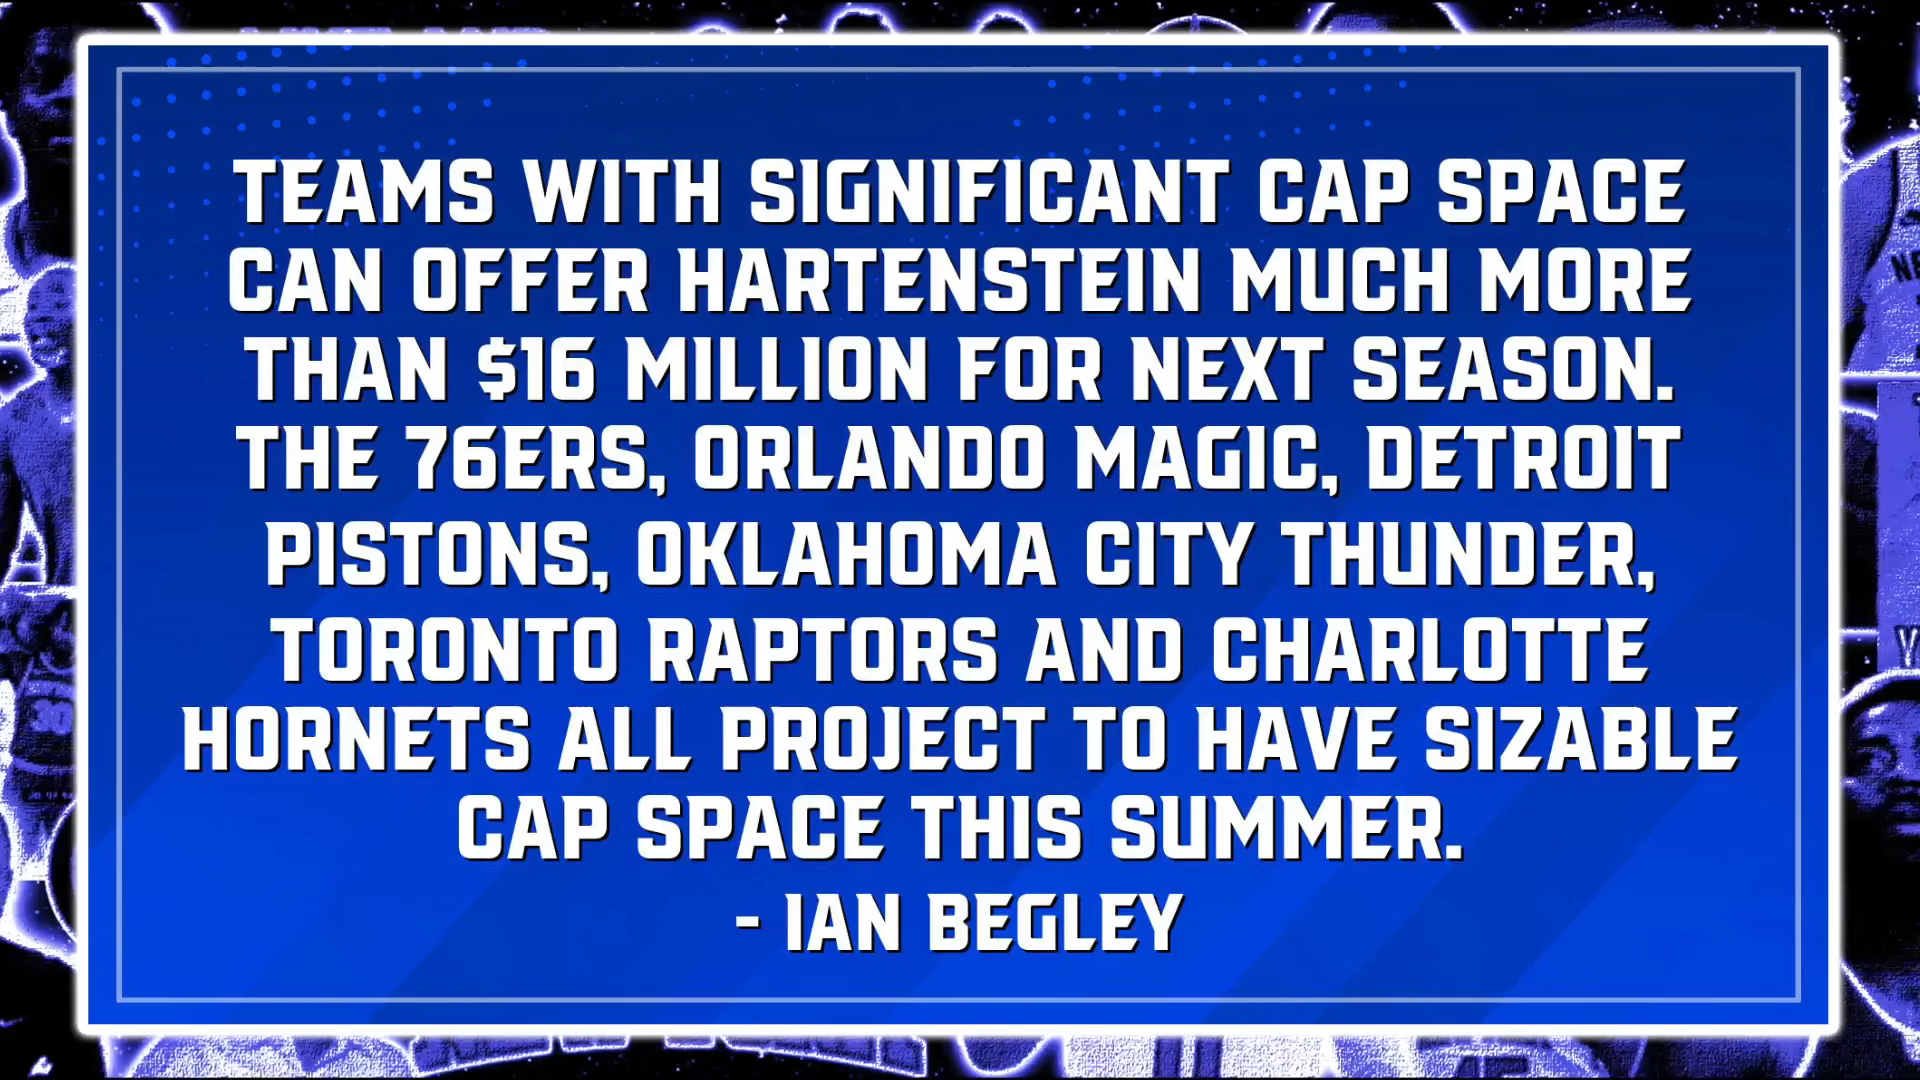 TEAMS WITH SIGNIFICANT CAP SPACE
CAN OFFER HARTENSTEIN MUCH MORE
THAN $16 MILLION FOR NEXT SEASON.
THE 76ERS, ORLANDO MAGIC, DETROIT
PISTONS, OKLAHOMA CITY THUNDER,
TORONTO RAPTORS AND CHARLOTTE
HORNETS ALL PROJECT TO HAVE SIZABLE
CAP SPACE THIS SUMMER.
- IAN BEGLEY